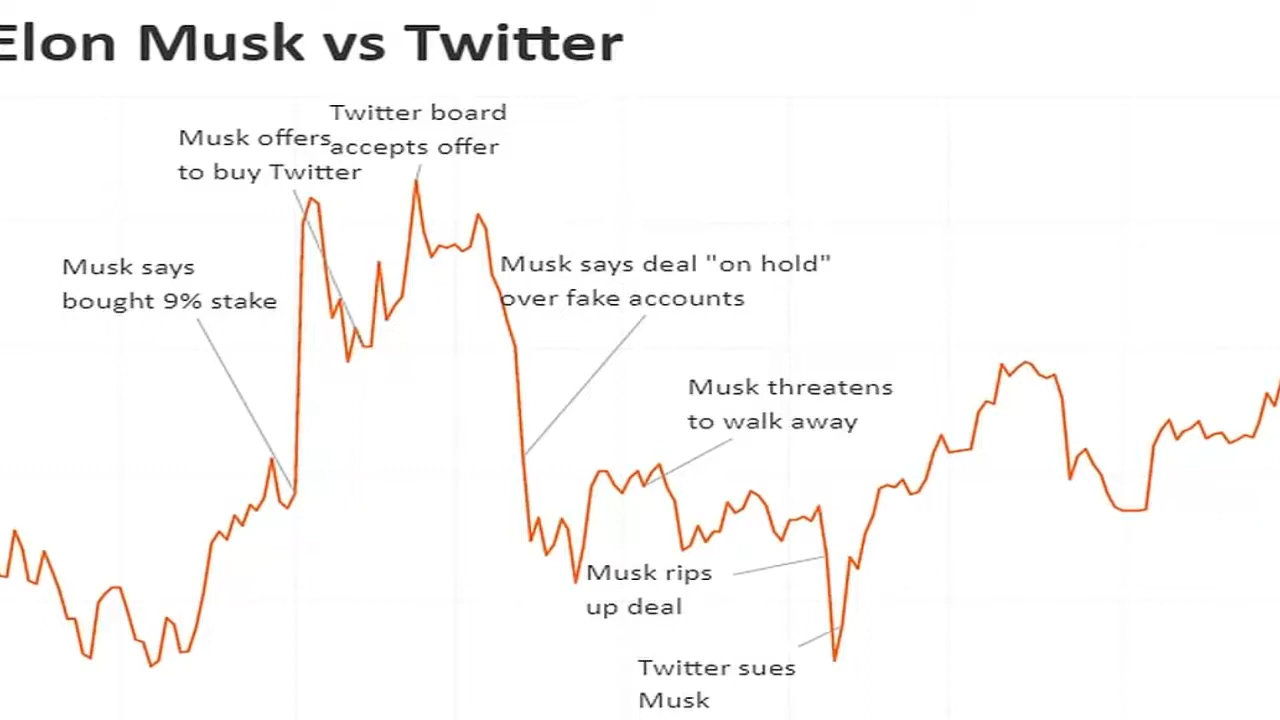 Elon Musk vs Twitter
Twitter board
accepts offer
Musk offers
to buy Twitter
Musk says
bought 9% stake
Musk says deal "on hold"
over fake accounts
Musk threatens
to walk away
Musk rips
up deal
Twitter sues
Musk